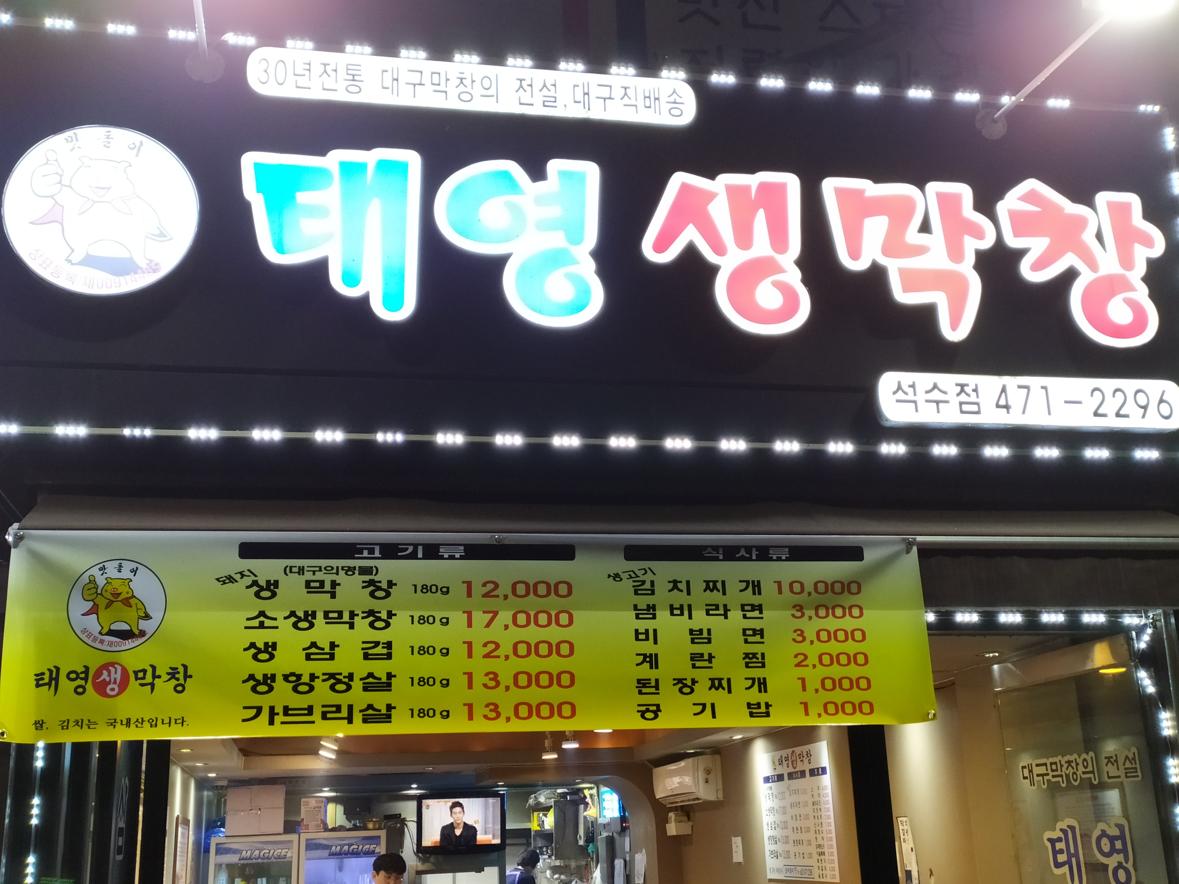 30년전통 대구막창의 전설,대구직배송
맛돌이
태영생막창
석수점 471-2296
맛돌이
태영생막창
쌀, 김치는 국내산입니다.
고기류
(대구의명물)
돼지 생막창 180g 12,000
소생막창 180g 17,000
생삼겹 180g 12,000
생항정살 180g 13,000
가브리살 180g 13,000
식사류
생고기
김치찌개 10,000
냄비라면 3,000
비빔면 3,000
계란찜 2,000
된장찌개 1,000
공기밥 1,000
MAGICE
MAGICE
태영생막창
대구막창의 전설
태영